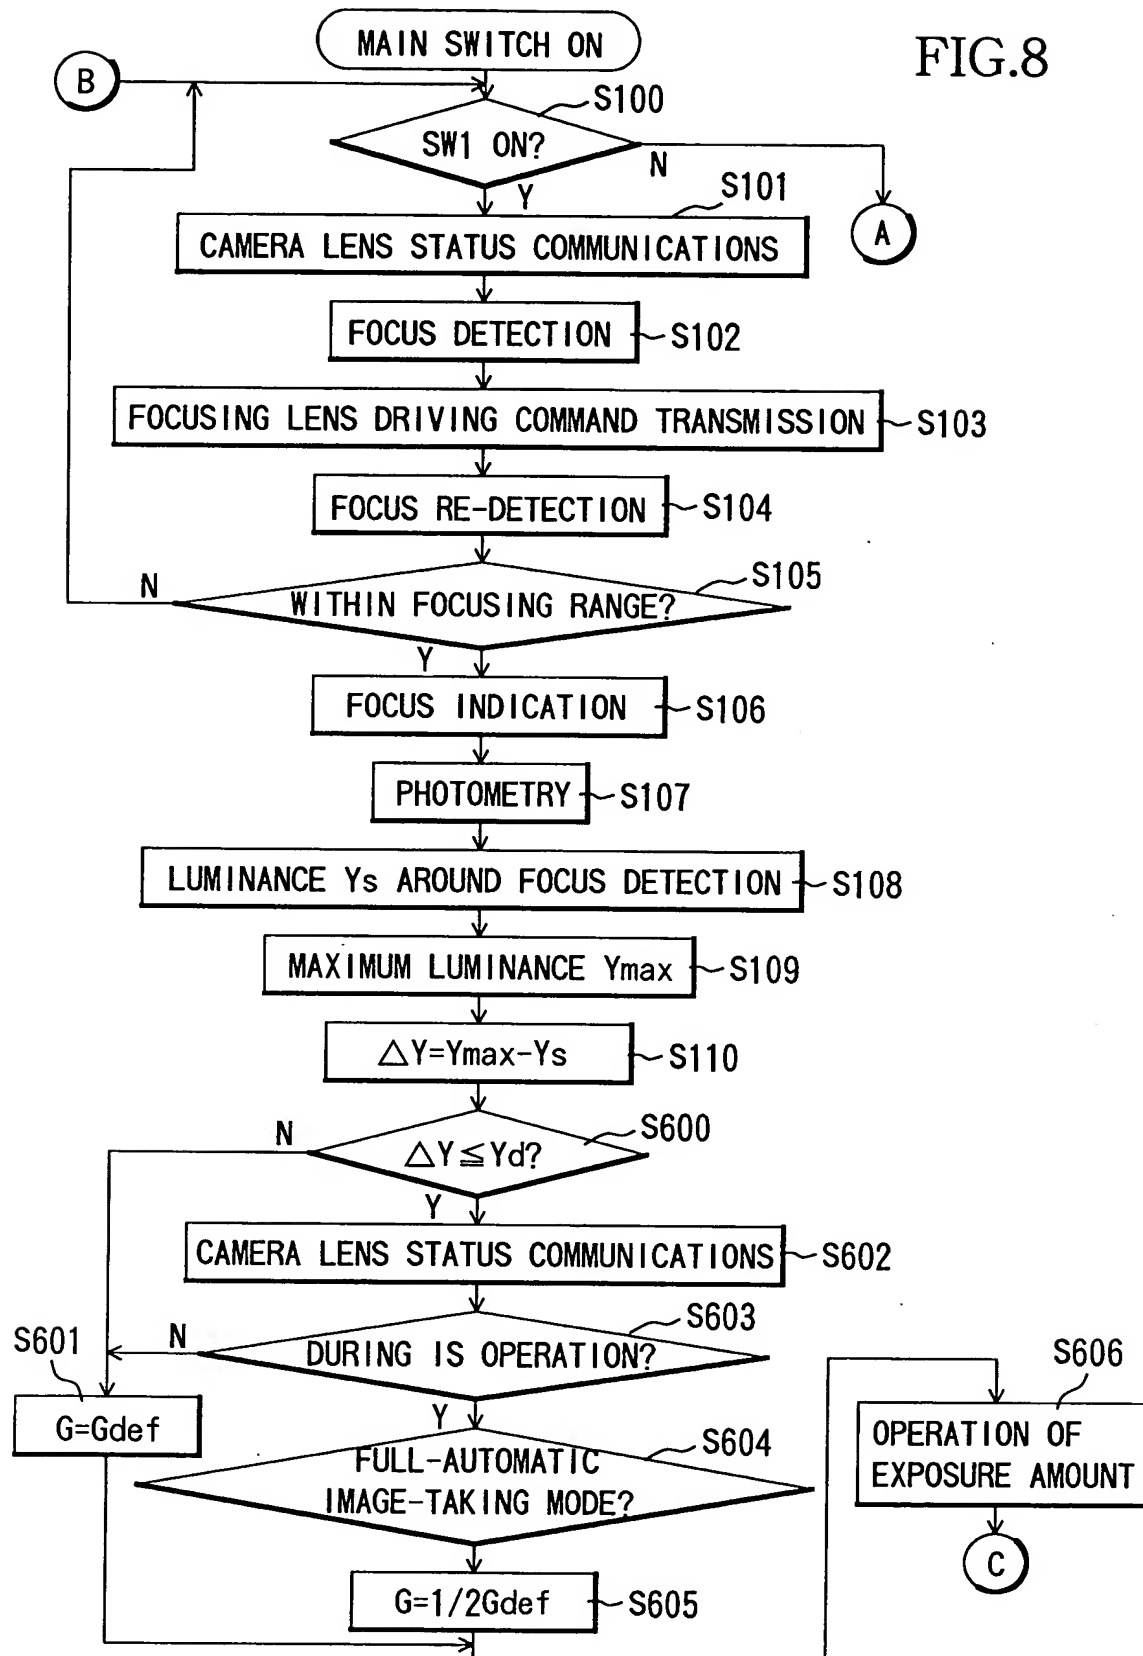 FIG.8
MAIN SWITCH ON
B
S100
SW1 ON?
N
Y
A
S101
CAMERA LENS STATUS COMMUNICATIONS
FOCUS DETECTION
S102
FOCUSING LENS DRIVING COMMAND TRANSMISSION
S103
FOCUS RE-DETECTION
S104
S105
WITHIN FOCUSING RANGE?
N
Y
FOCUS INDICATION
S106
PHOTOMETRY
S107
LUMINANCE Ys AROUND FOCUS DETECTION
S108
MAXIMUM LUMINANCE Ymax
S109
△Y=Ymax-Ys
S110
S600
△Y≦Yd?
N
Y
CAMERA LENS STATUS COMMUNICATIONS
S602
S603
DURING IS OPERATION?
N
Y
S601
G=Gdef
S604
FULL-AUTOMATIC
IMAGE-TAKING MODE?
G=1/2Gdef
S605
S606
OPERATION OF
EXPOSURE AMOUNT
C